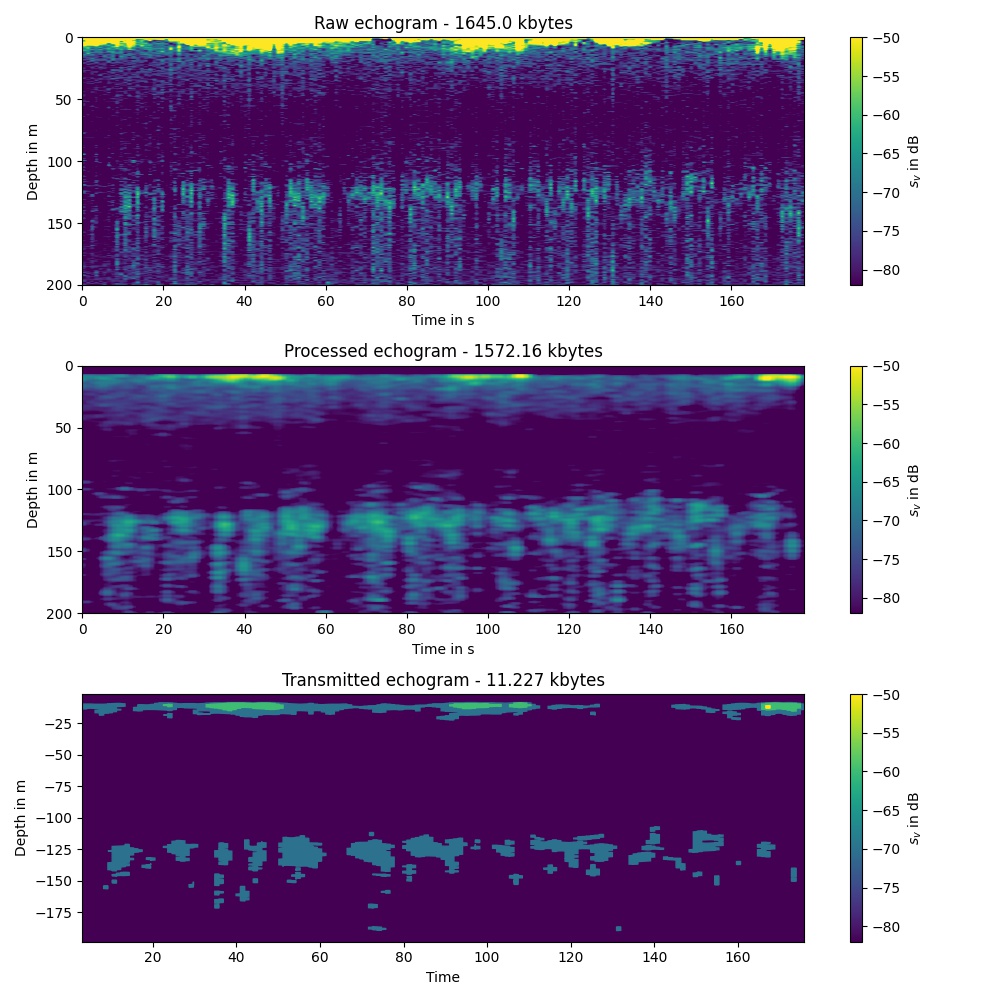 Raw echogram - 1645.0 kbytes
0
50
100
150
200
Depth in m
0 20 40 60 80 100 120 140 160
Time in s
−50
−55
−60
−65
−70
−75
−80
sᵥ in dB
Processed echogram - 1572.16 kbytes
0
50
100
150
200
Depth in m
0 20 40 60 80 100 120 140 160
Time in s
−50
−55
−60
−65
−70
−75
−80
sᵥ in dB
Transmitted echogram - 11.227 kbytes
−25
−50
−75
−100
−125
−150
−175
Depth in m
20 40 60 80 100 120 140 160
Time
−50
−55
−60
−65
−70
−75
−80
sᵥ in dB